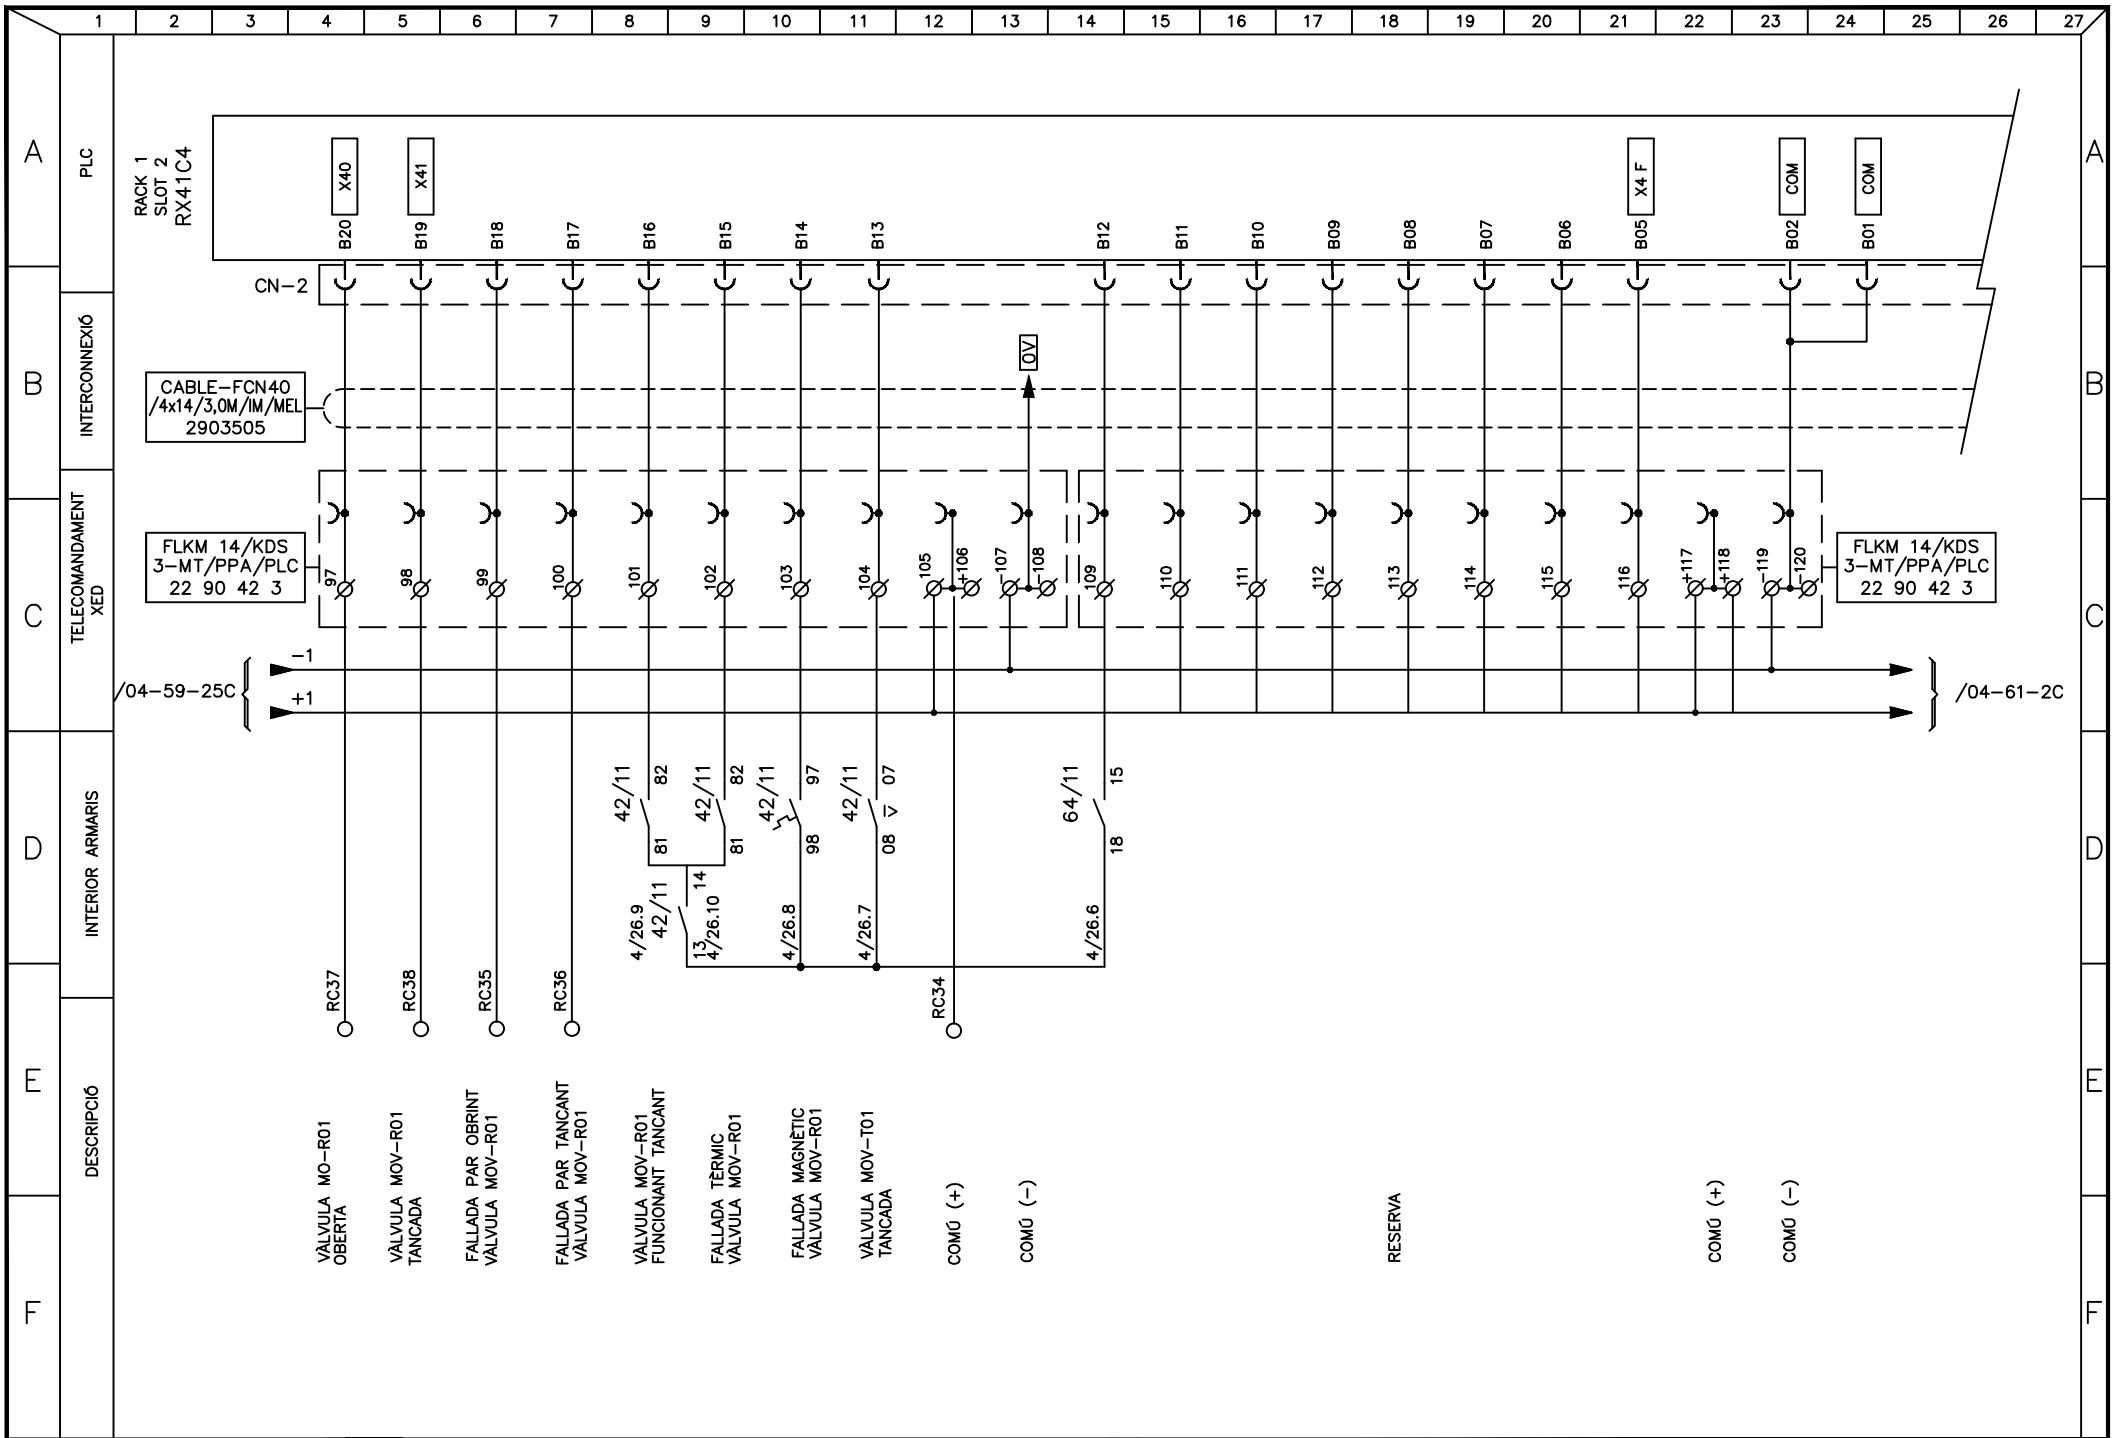 1 2 3 4 5 6 7 8 9 10 11 12 13 14 15 16 17 18 19 20 21 22 23 24 25 26 27
A
B
C
D
E
F
A
B
C
D
E
F
PLC
INTERCONNEXIÓ
TELECOMANDAMENT
XED
INTERIOR ARMARIS
DESCRIPCIÓ
RACK 1
SLOT 2
RX41C4
X40
X41
X4 F
COM
COM
B20 B19 B18 B17 B16 B15 B14 B13 B12 B11 B10 B09 B08 B07 B06 B05 B02 B01
CN-2
0V
CABLE-FCN40
/4x14/3,0M/IM/MEL
2903505
FLKM 14/KDS
3-MT/PPA/PLC
22 90 42 3
97 98 99 100 101 102 103 104 105 +106 -107 -108 109 110 111 112 113 114 115 116 +117 +118 -119 -120
FLKM 14/KDS
3-MT/PPA/PLC
22 90 42 3
-1
+1
/04-59-25C
/04-61-2C
42/11 82 81
42/11 82 81
42/11 97 98
42/11 07 08 >
64/11 15 18
42/11 14 13
4/26.9
4/26.10
4/26.8
4/26.7
4/26.6
RC37
RC38
RC35
RC36
RC34
VÀLVULA MO-R01
OBERTA
VÀLVULA MOV-R01
TANCADA
FALLADA PAR OBRINT
VÀLVULA MOV-R01
FALLADA PAR TANCANT
VÀLVULA MOV-R01
VÀLVULA MOV-R01
FUNCIONANT TANCANT
FALLADA TÈRMIC
VÀLVULA MOV-R01
FALLADA MAGNÈTIC
VÀLVULA MOV-R01
VÀLVULA MOV-T01
TANCADA
COMÚ (+)
COMÚ (-)
RESERVA
COMÚ (+)
COMÚ (-)